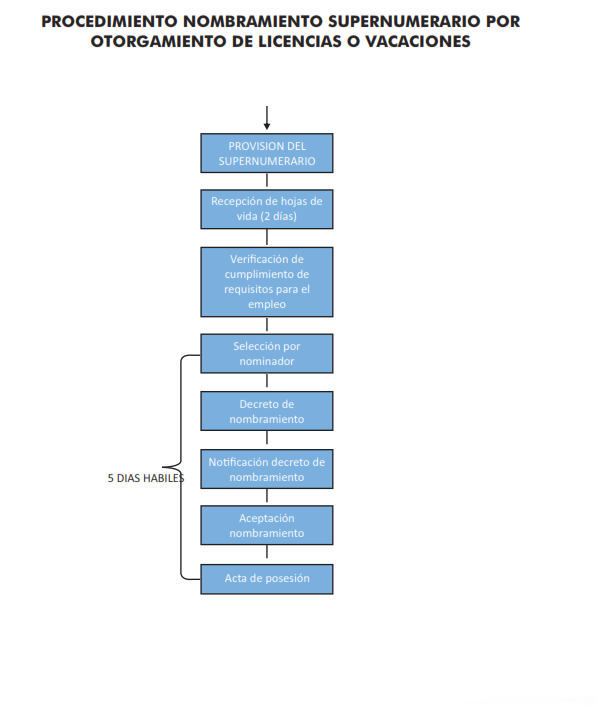 PROCEDIMIENTO NOMBRAMIENTO SUPERNUMERARIO POR
OTORGAMIENTO DE LICENCIAS O VACACIONES
PROVISION DEL
SUPERNUMERARIO
Recepción de hojas de
vida (2 días)
Verificación de
cumplimiento de
requisitos para el
empleo
Selección por
nominador
Decreto de
nombramiento
Notificación decreto de
nombramiento
5 DIAS HABILES
Aceptación
nombramiento
Acta de posesión